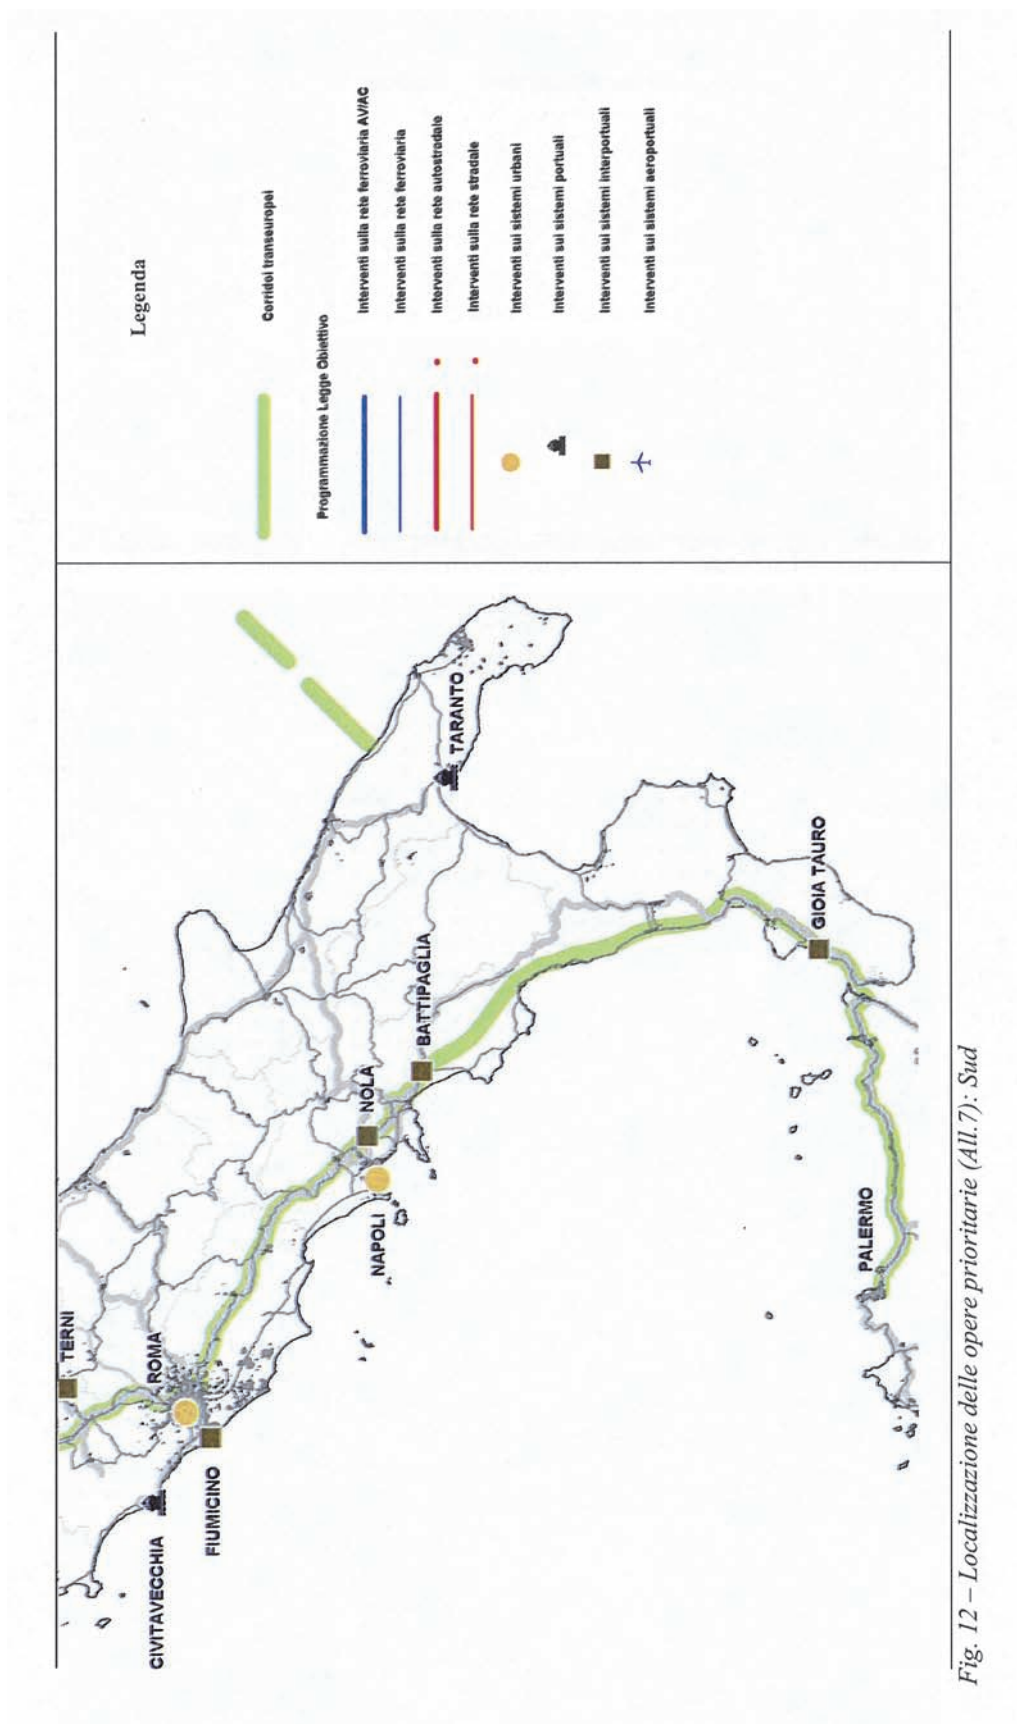 TERNI
ROMA
CIVITAVECCHIA
FIUMICINO
NAPOLI
NOLA
BATTIPAGLIA
TARANTO
GIOIA TAURO
PALERMO
Legenda
Corridoi transeuropei
Programmazione Legge Obiettivo
Interventi sulla rete ferroviaria AV/AC
Interventi sulla rete ferroviaria
Interventi sulla rete autostradale
Interventi sulla rete stradale
Interventi sui sistemi urbani
Interventi sui sistemi portuali
Interventi sui sistemi interportuali
Interventi sui sistemi aeroportuali
Fig. 12 – Localizzazione delle opere prioritarie (All.7): Sud